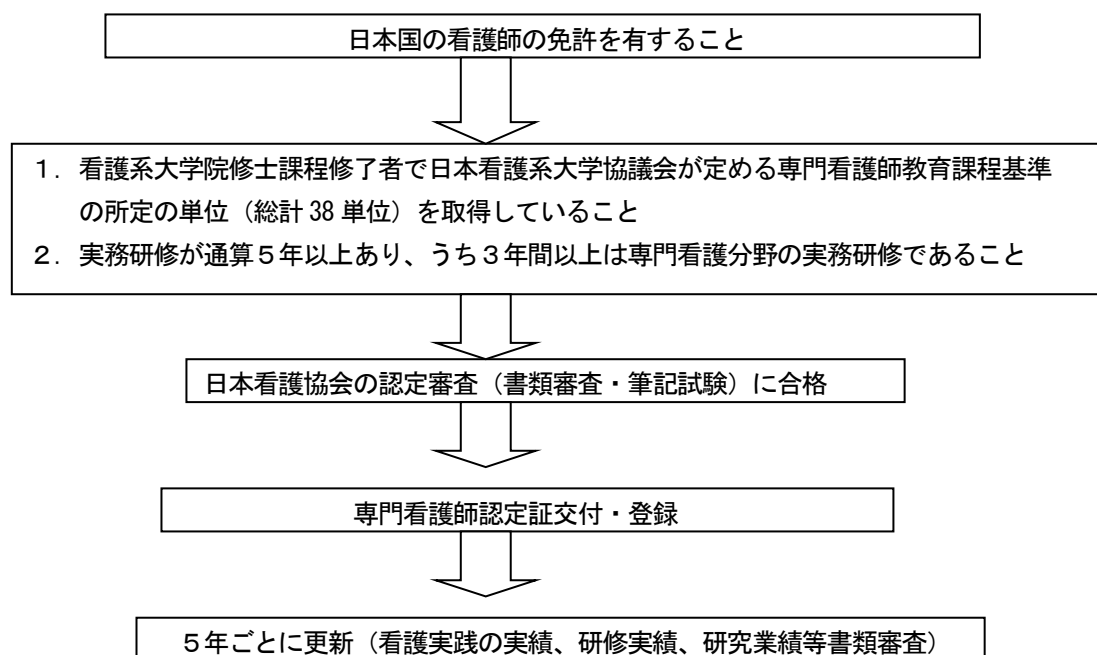 日本国の看護師の免許を有すること
１．看護系大学院修士課程修了者で日本看護系大学協議会が定める専門看護師教育課程基準
の所定の単位（総計 38 単位）を取得していること
２．実務研修が通算５年以上あり、うち３年間以上は専門看護分野の実務研修であること
日本看護協会の認定審査（書類審査・筆記試験）に合格
専門看護師認定証交付・登録
５年ごとに更新（看護実践の実績、研修実績、研究業績等書類審査）